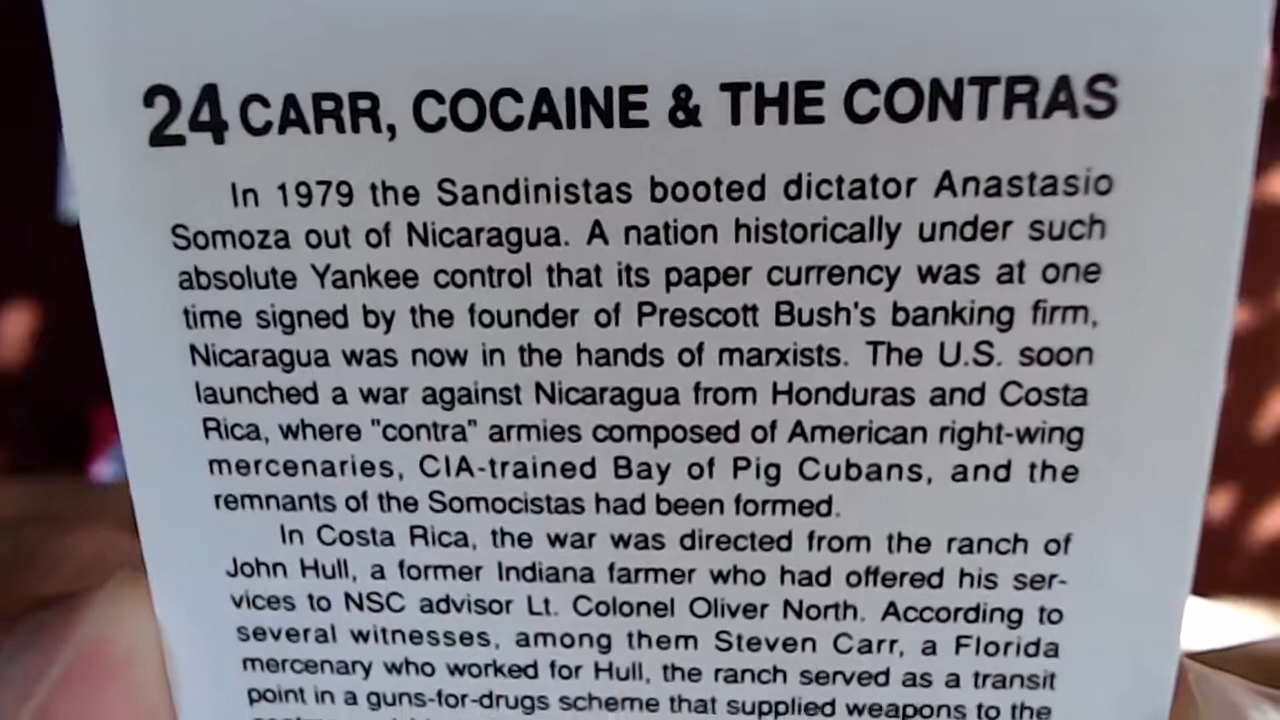 24 CARR, COCAINE & THE CONTRAS
In 1979 the Sandinistas booted dictator Anastasio
Somoza out of Nicaragua. A nation historically under such
absolute Yankee control that its paper currency was at one
time signed by the founder of Prescott Bush's banking firm,
Nicaragua was now in the hands of marxists. The U.S. soon
launched a war against Nicaragua from Honduras and Costa
Rica, where "contra" armies composed of American right-wing
mercenaries, CIA-trained Bay of Pig Cubans, and the
remnants of the Somocistas had been formed.
In Costa Rica, the war was directed from the ranch of
John Hull, a former Indiana farmer who had offered his ser-
vices to NSC advisor Lt. Colonel Oliver North. According to
several witnesses, among them Steven Carr, a Florida
mercenary who worked for Hull, the ranch served as a transit
point in a guns-for-drugs scheme that supplied weapons to the